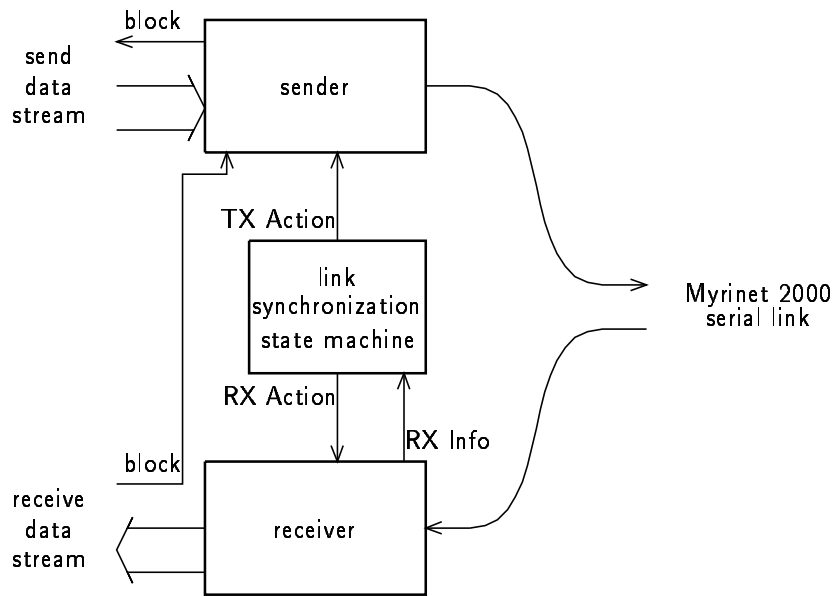 block
send
data
stream
sender
TX Action
link
synchronization
state machine
Myrinet 2000
serial link
RX Action
RX Info
block
receive
data
stream
receiver